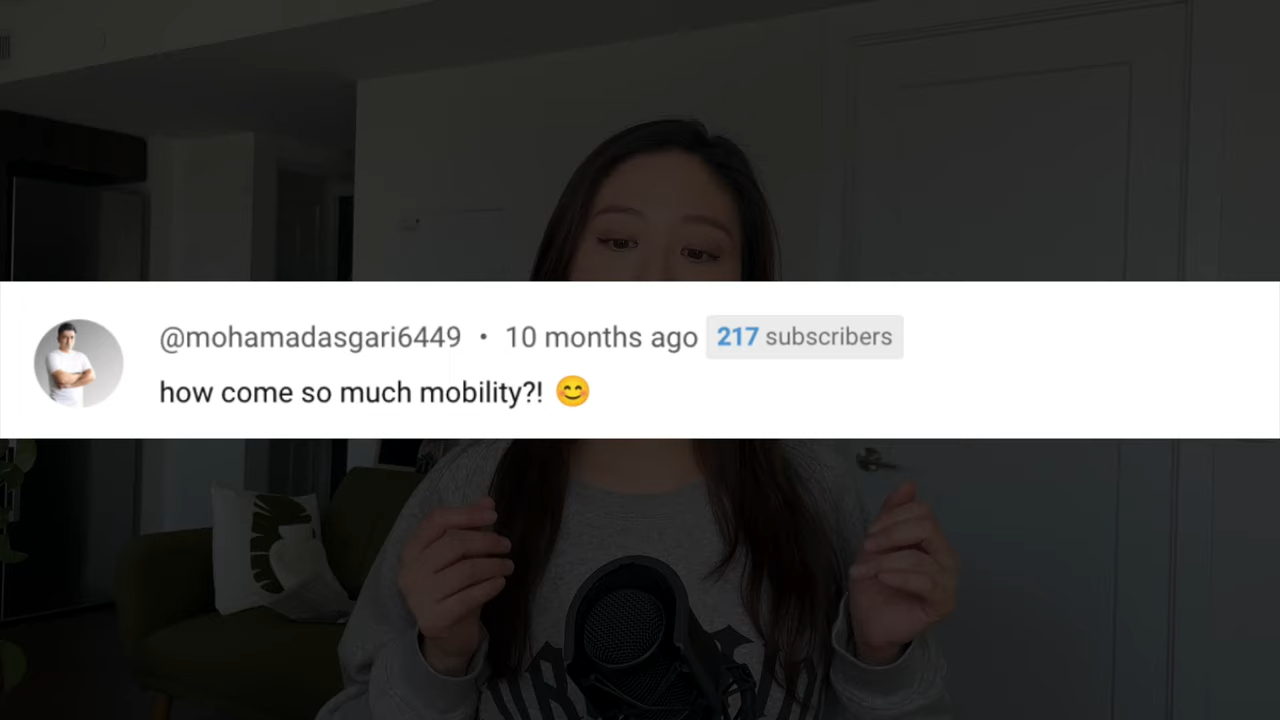 @mohamadasgari6449 • 10 months ago 217 subscribers
how come so much mobility?! 😊